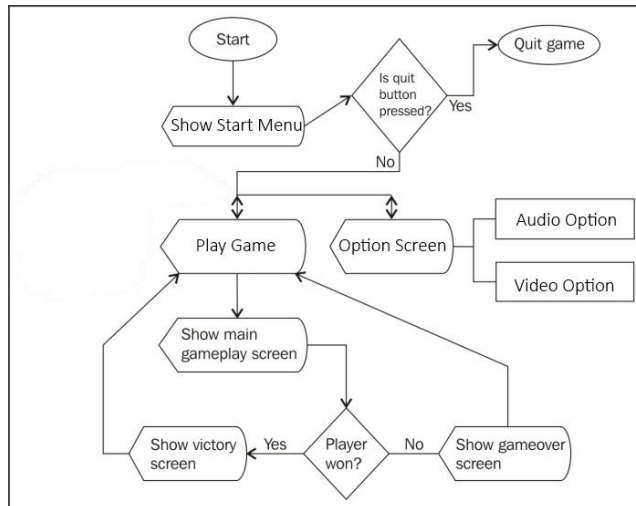 Start
Is quit
button
pressed?
Quit game
Yes
Show Start Menu
No
Play Game
Option Screen
Audio Option
Video Option
Show main
gameplay screen
Show victory
screen
Yes
Player
won?
No
Show gameover
screen